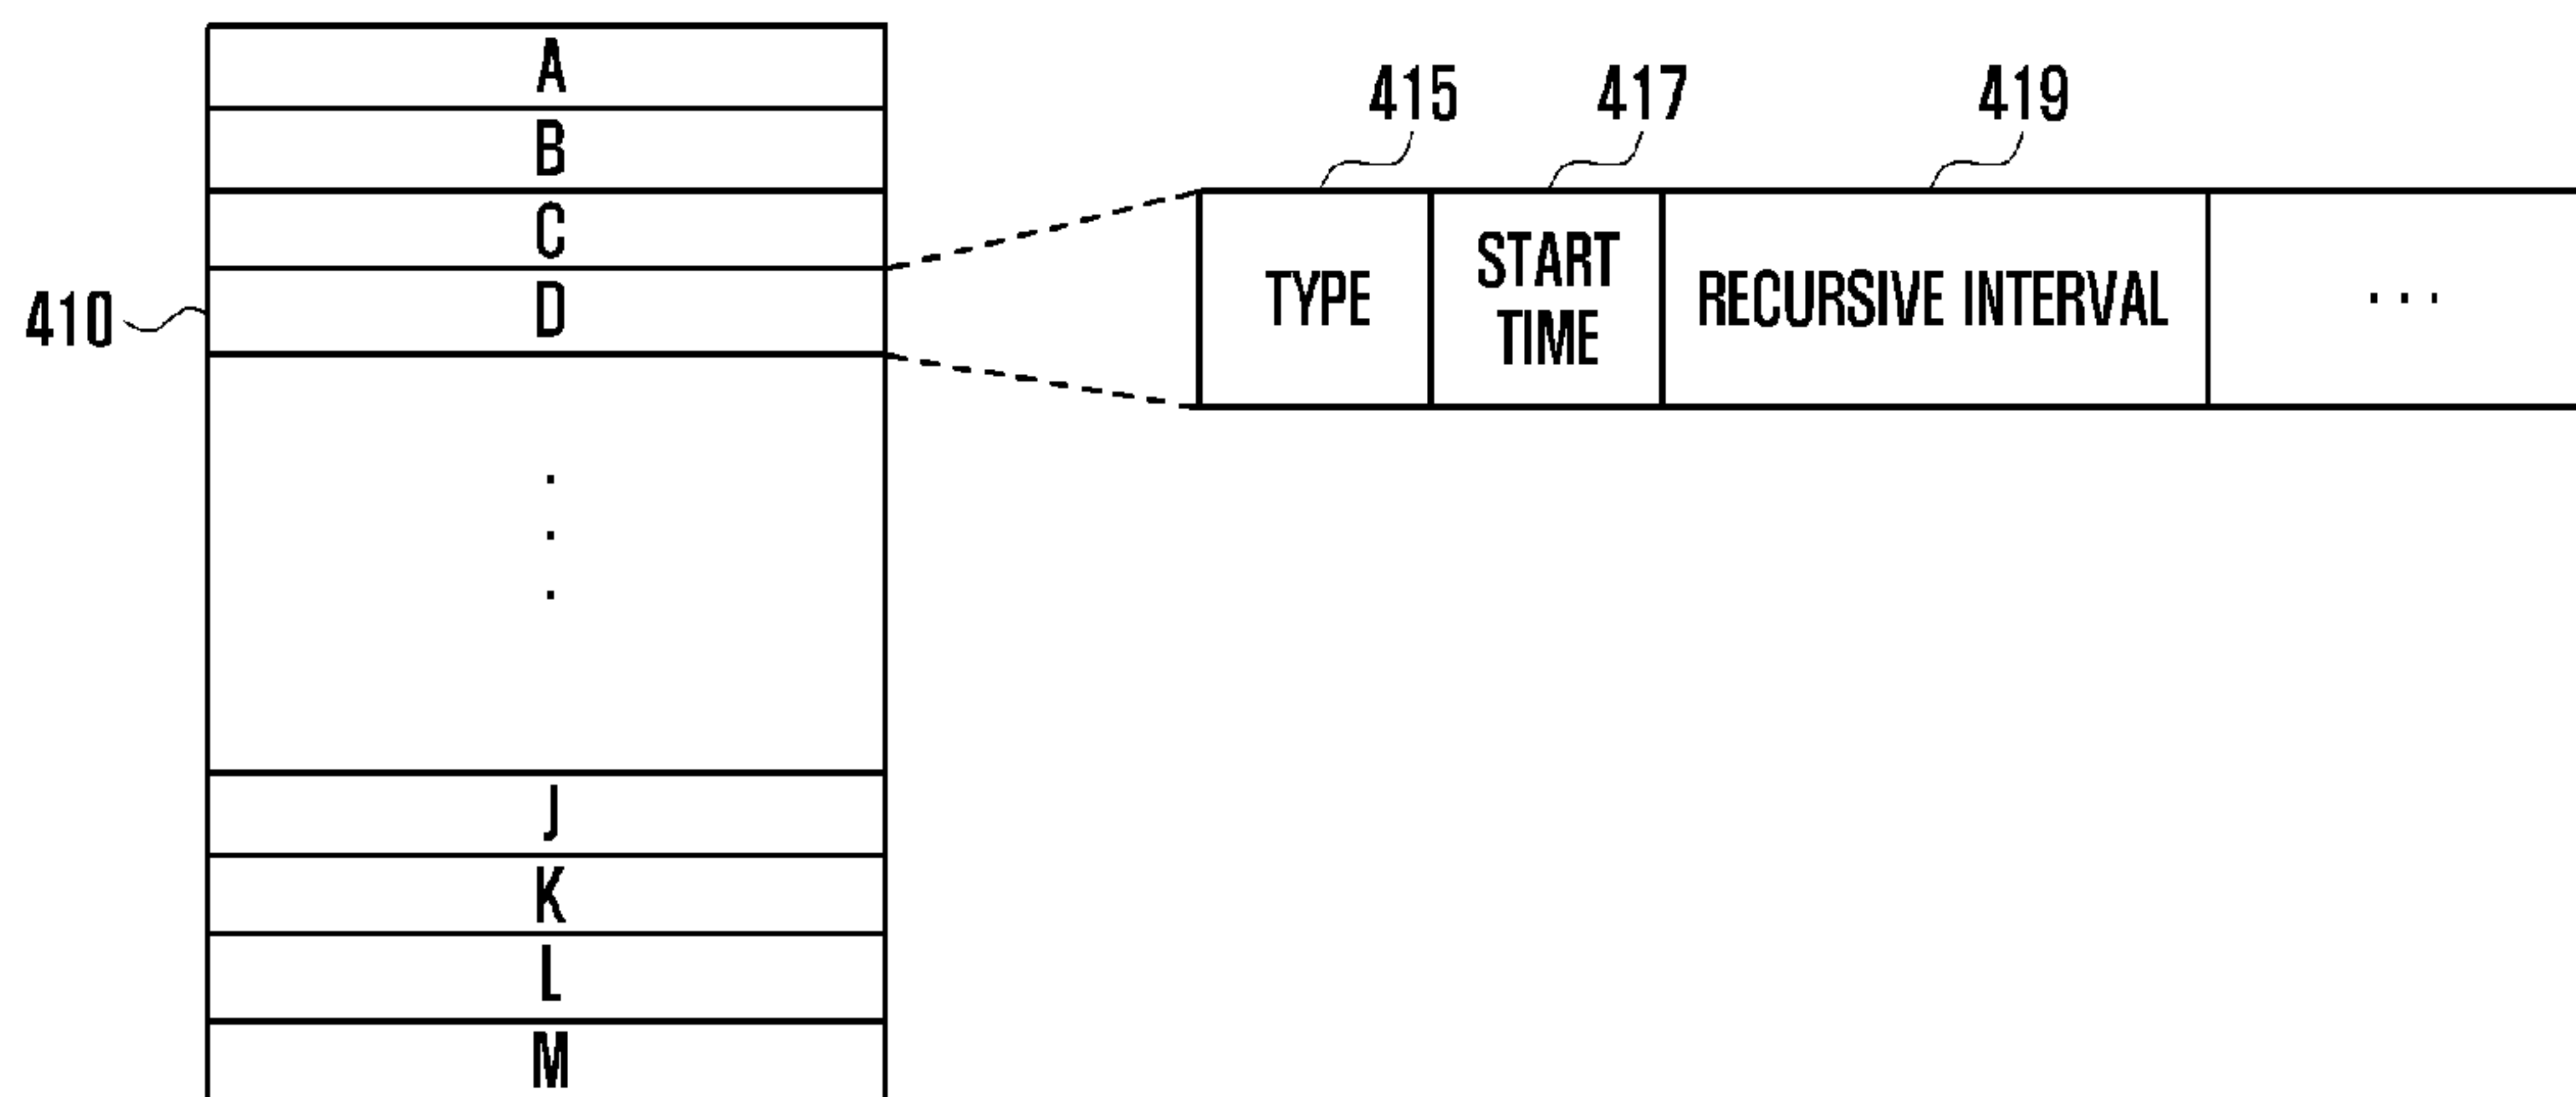 A
B
C
D
410
415
417
419
TYPE
START
TIME
RECURSIVE INTERVAL
...
.
.
.
J
K
L
M